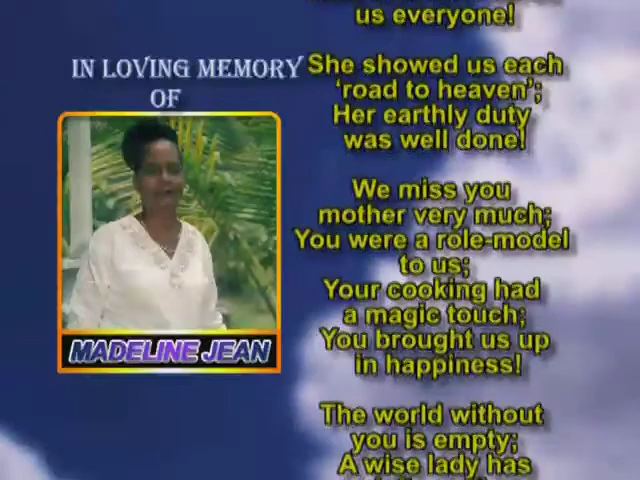 us everyone!
IN LOVING MEMORY
OF
MADELINE JEAN
She showed us each
‘road to heaven’;
Her earthly duty
was well done!
We miss you
mother very much;
You were a role-model
to us;
Your cooking had
a magic touch;
You brought us up
in happiness!
The world without
you is empty;
A wise lady has